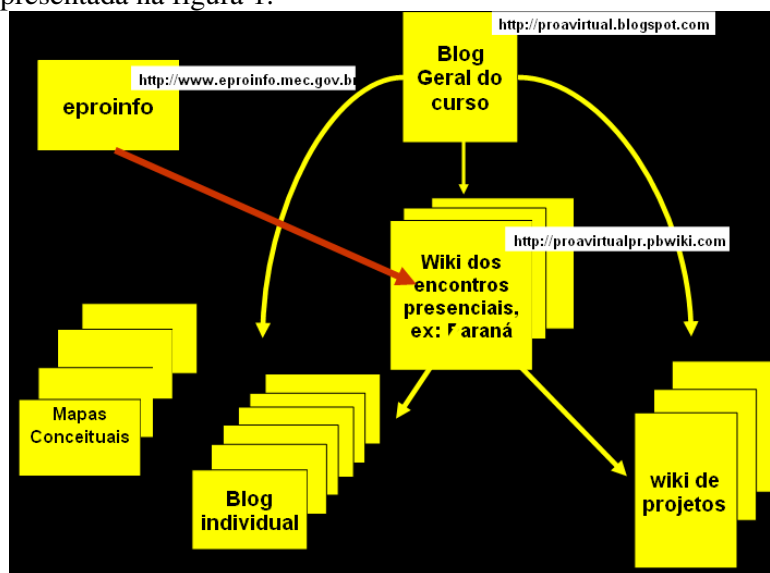 presentada na figura 1.
http://proavirtual.blogspot.com
Blog
Geral do
curso
http://www.eproinfo.mec.gov.br
eproinfo
http://proavirtualpr.pbwiki.com
Wiki dos
encontros
presenciais,
ex: Paraná
Mapas
Conceituais
Blog
individual
wiki de
projetos